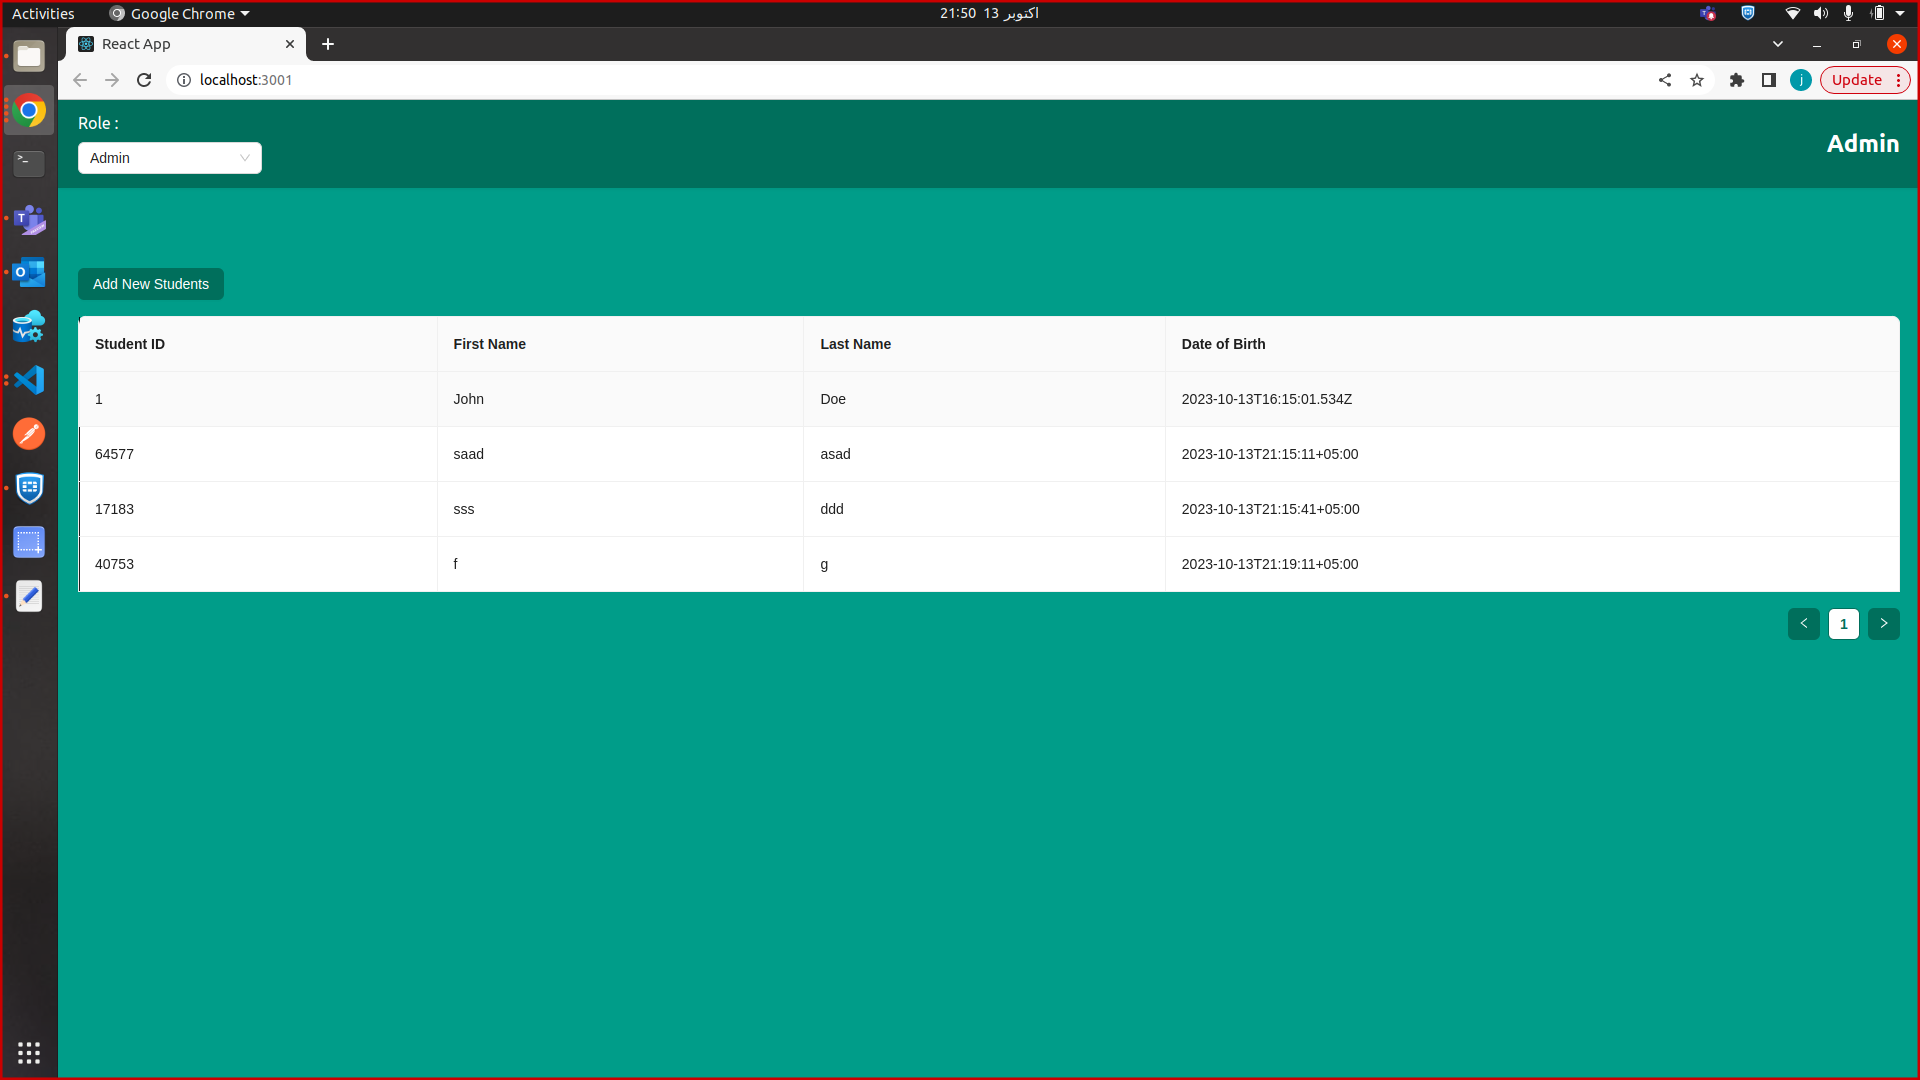 Activities
Google Chrome
21:50 13 اکتوبر
React App
localhost:3001
Update
j
Role :
Admin
Admin
Add New Students
Student ID First Name Last Name Date of Birth
1 John Doe 2023-10-13T16:15:01.534Z
64577 saad asad 2023-10-13T21:15:11+05:00
17183 sss ddd 2023-10-13T21:15:41+05:00
40753 f g 2023-10-13T21:19:11+05:00
< 1 >